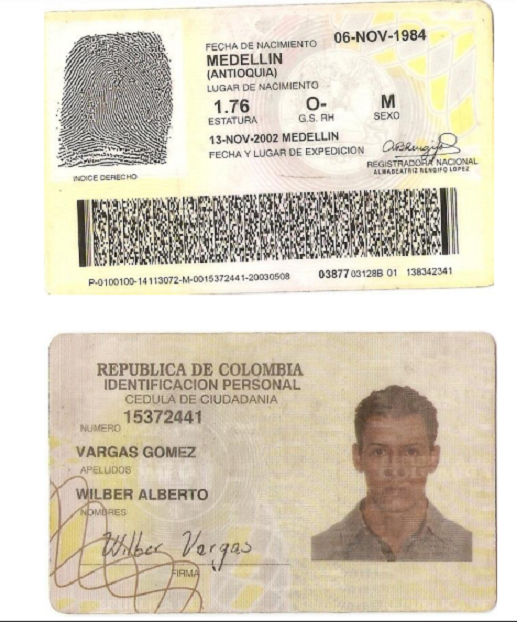 FECHA DE NACIMIENTO 06-NOV-1984
MEDELLIN
(ANTIOQUIA)
LUGAR DE NACIMIENTO
1.76 O- M
ESTATURA G.S. RH SEXO
13-NOV-2002 MEDELLIN
FECHA Y LUGAR DE EXPEDICION
REGISTRADORA NACIONAL
ALMABEATRIZ RENGIFO LOPEZ
INDICE DERECHO
P-0100100-14113072-M-0015372441-20030508 03877 03128B 01 138342341
REPUBLICA DE COLOMBIA
IDENTIFICACION PERSONAL
CEDULA DE CIUDADANIA
15372441
NUMERO
VARGAS GOMEZ
APELLIDOS
WILBER ALBERTO
NOMBRES
Wilber Vargas
FIRMA